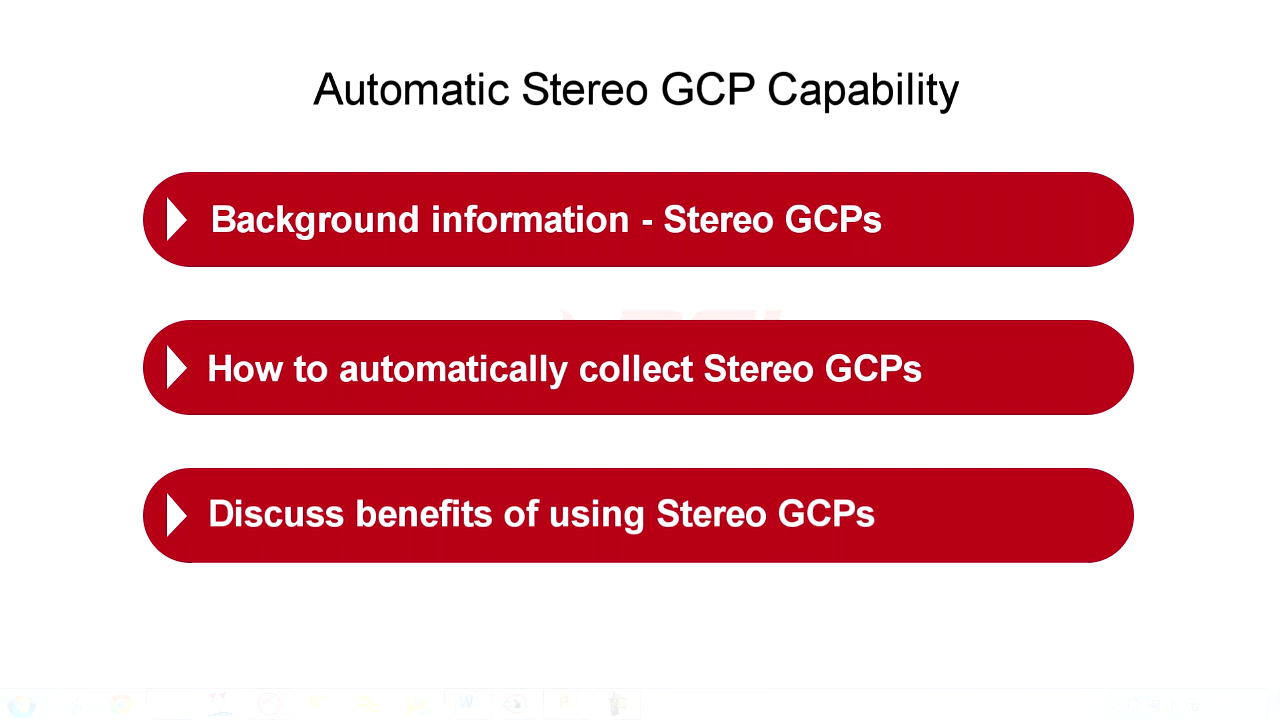 Automatic Stereo GCP Capability
Background information - Stereo GCPs
How to automatically collect Stereo GCPs
Discuss benefits of using Stereo GCPs